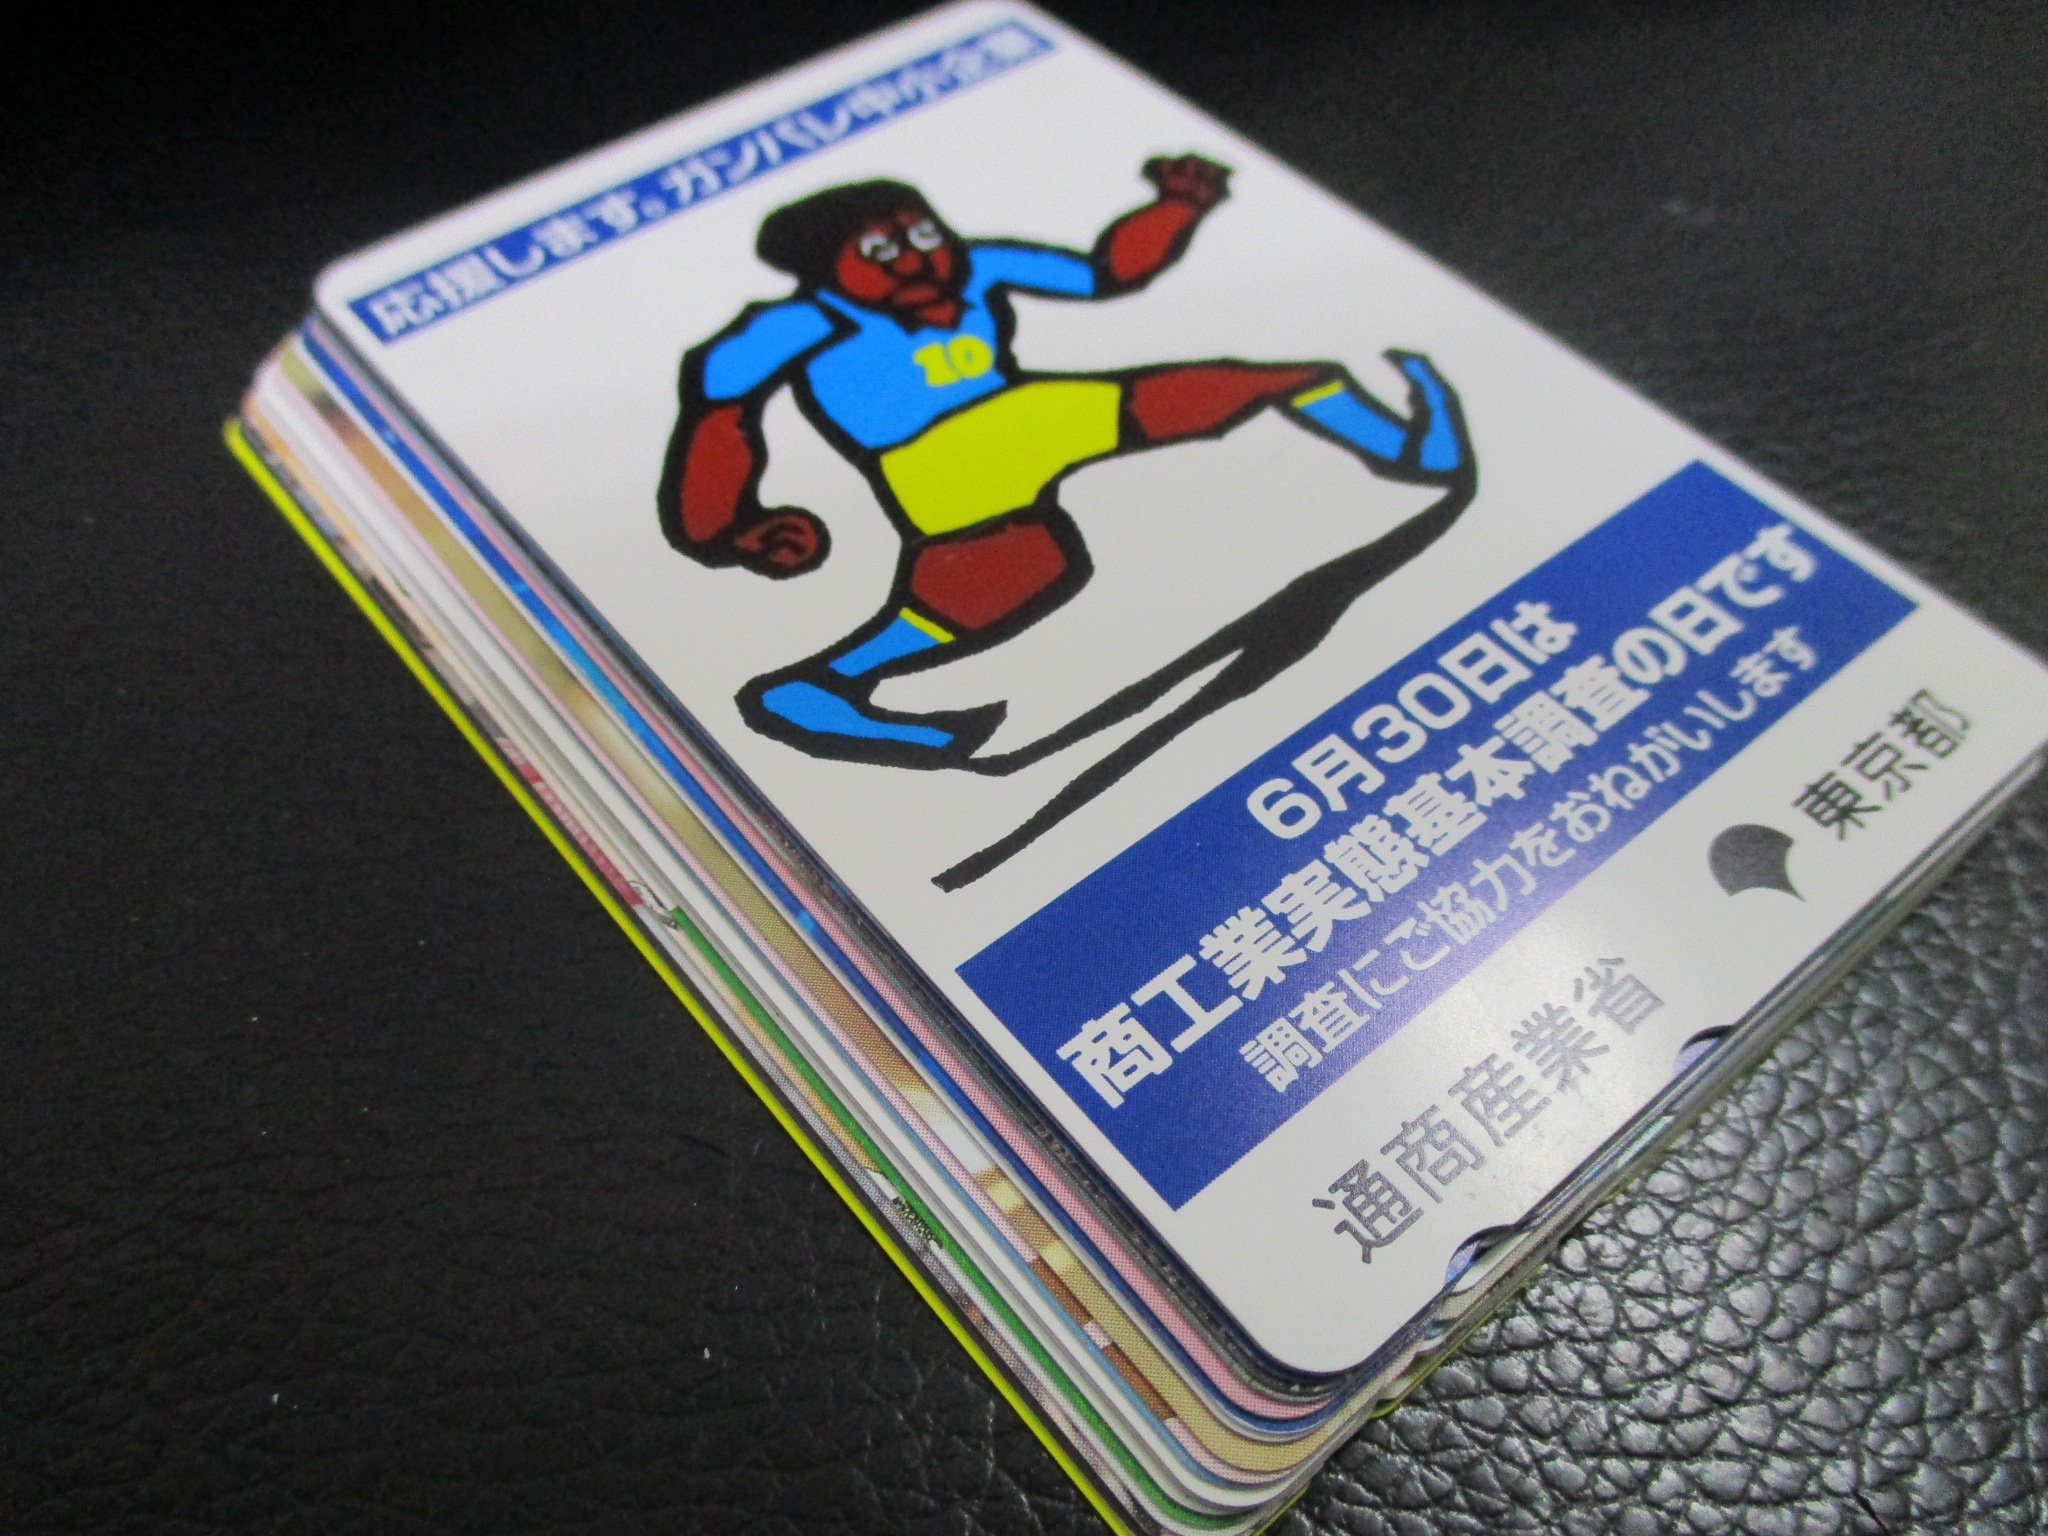 応援します。ガンバレ中小企業
10
6月30日は
商工業実態基本調査の日です
調査にご協力をおねがいします
東京都
通商産業省